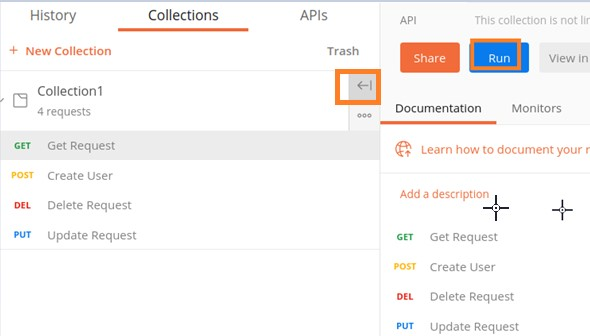 History Collections APIs
+ New Collection Trash
Collection1
4 requests
GET Get Request
POST Create User
DEL Delete Request
PUT Update Request
API This collection is not lin
Share Run View in
Documentation Monitors
Learn how to document your r
Add a description
GET Get Request
POST Create User
DEL Delete Request
PUT Update Request